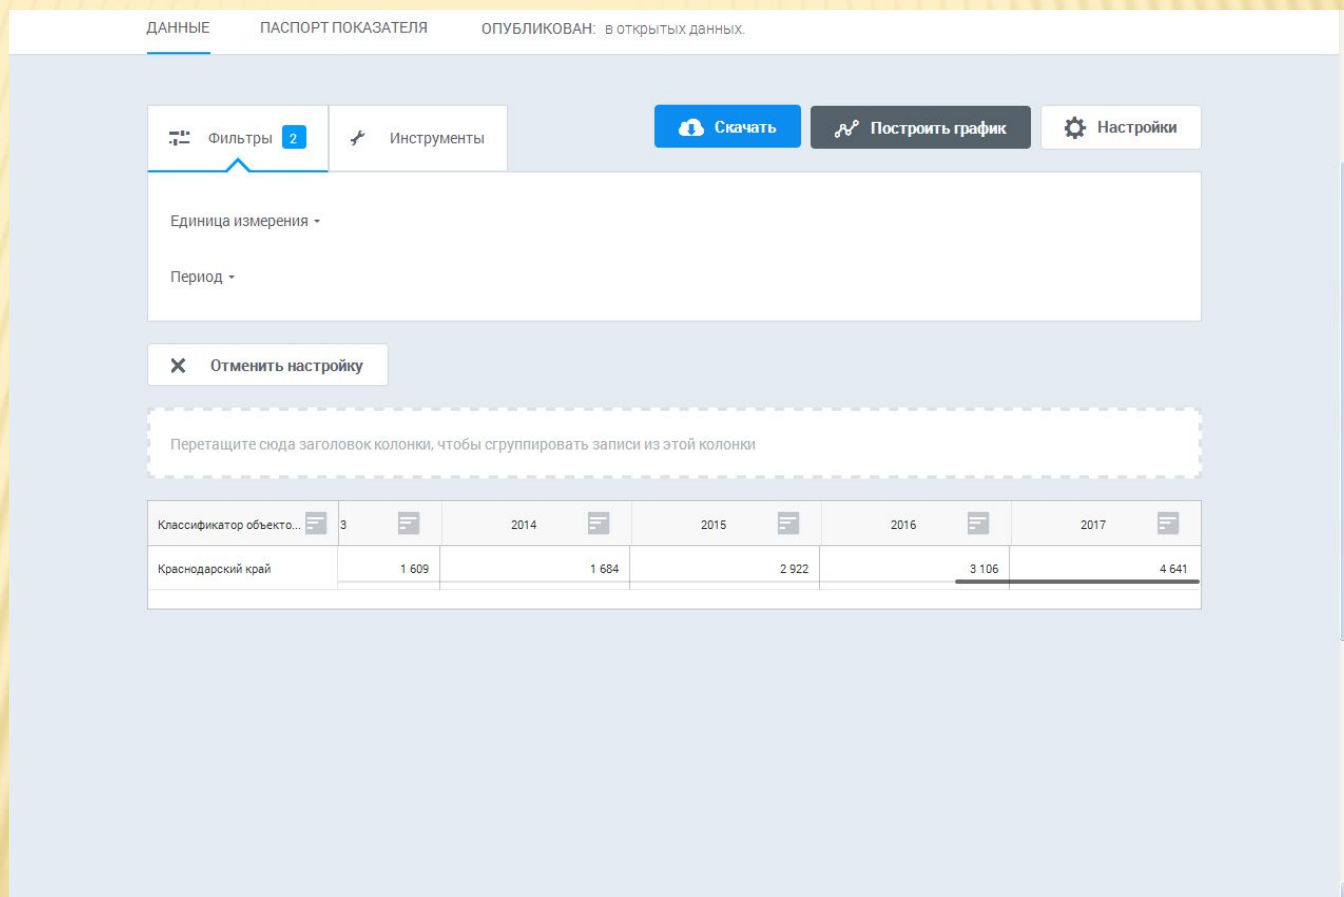 ДАННЫЕ ПАСПОРТ ПОКАЗАТЕЛЯ ОПУБЛИКОВАН: в открытых данных.
Фильтры 2 Инструменты Скачать Построить график Настройки
Единица измерения
Период
Отменить настройку
Перетащите сюда заголовок колонки, чтобы сгруппировать записи из этой колонки
Классификатор объекто... 3 2014 2015 2016 2017
Краснодарский край 1 609 1 684 2 922 3 106 4 641